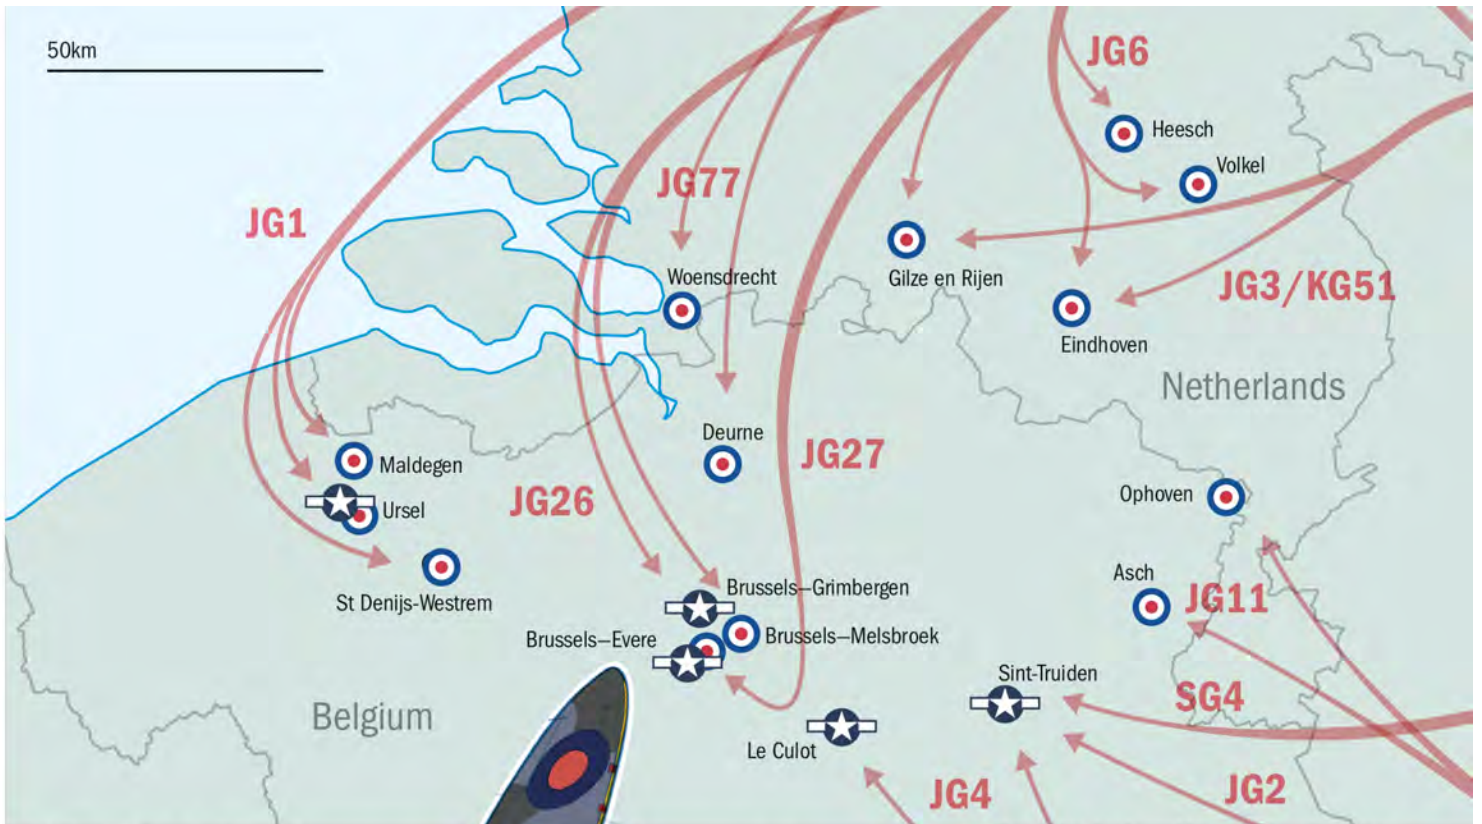 50km
JG6
Heesch
Volkel
JG77
JG1
Woensdrecht
Gilze en Rijen
JG3/KG51
Eindhoven
Netherlands
Deurne
JG27
Maldegen
JG26
Ursel
Ophoven
St Denijs-Westrem
Asch
JG11
Brussels–Grimbergen
Brussels–Evere
Brussels–Melsbroek
Sint-Truiden
SG4
Belgium
Le Culot
JG4
JG2